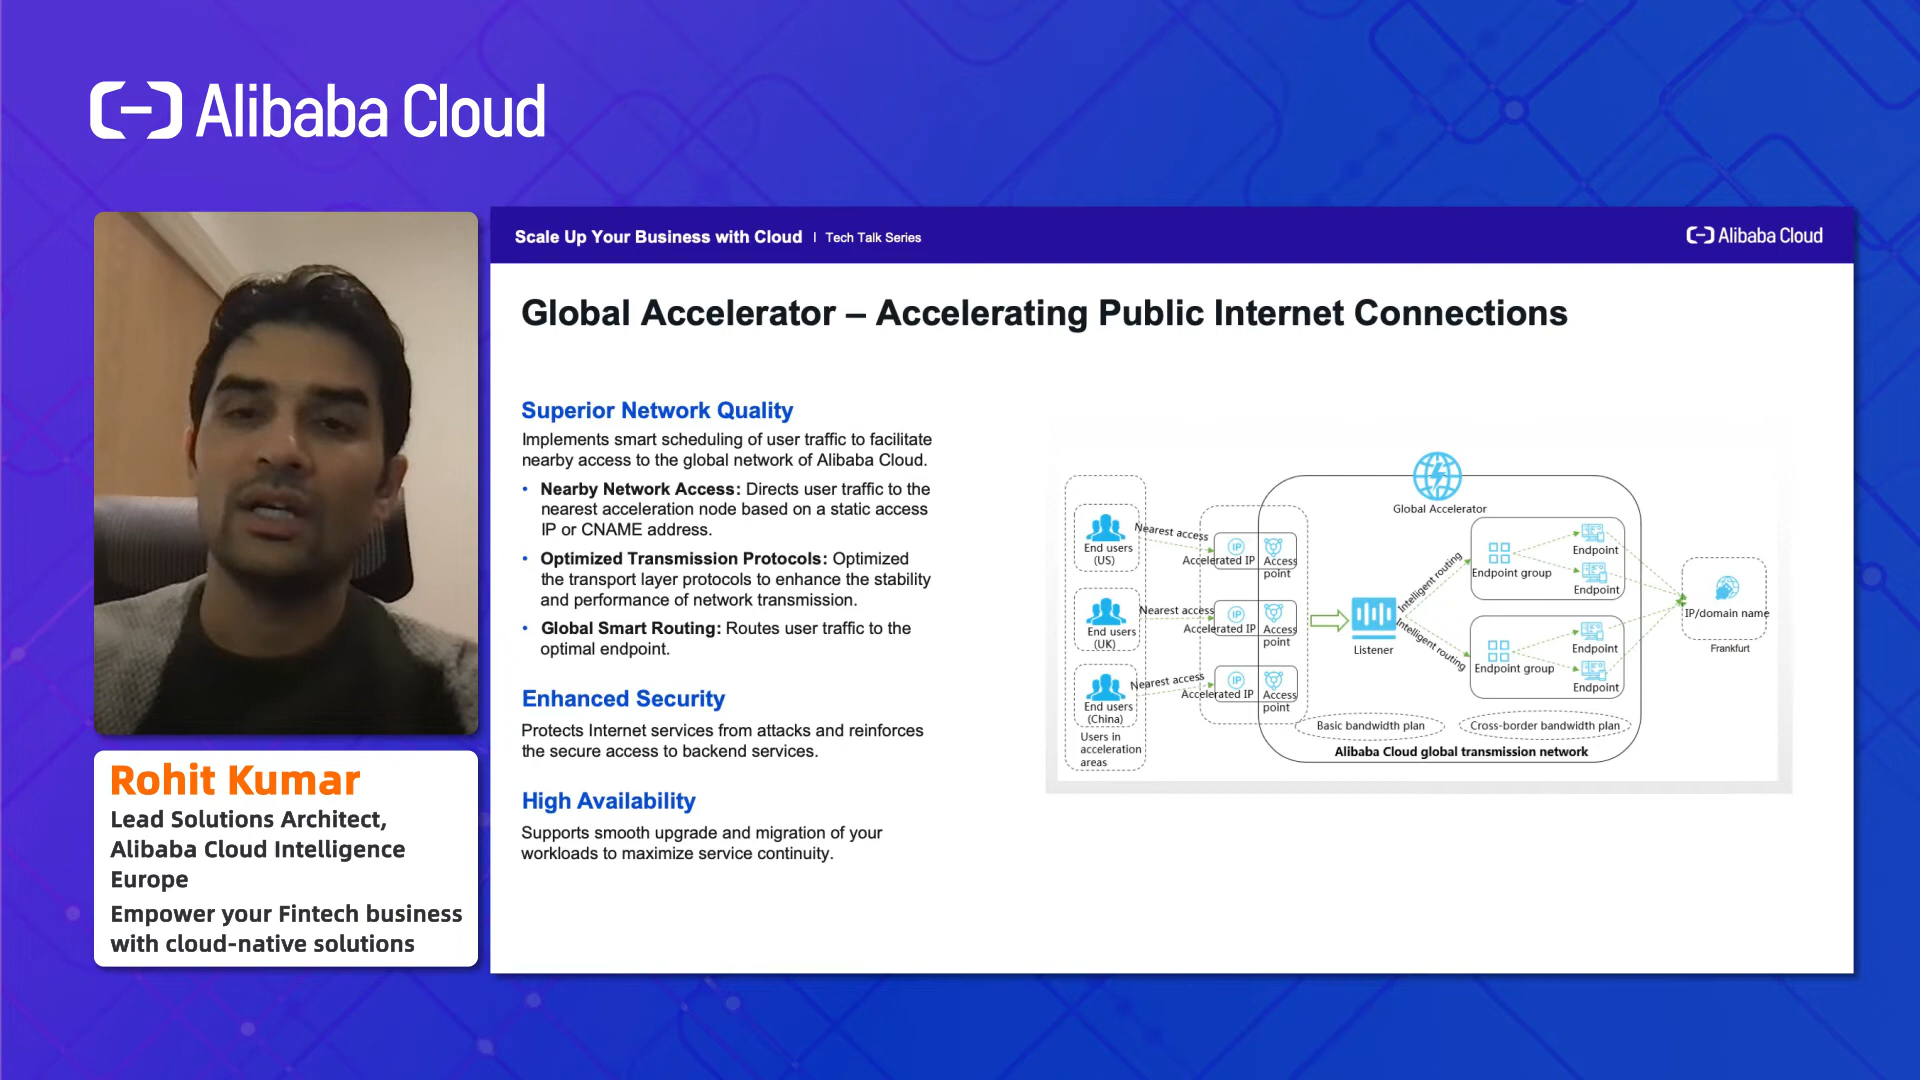 Alibaba Cloud
Scale Up Your Business with Cloud | Tech Talk Series
Alibaba Cloud
Global Accelerator – Accelerating Public Internet Connections
Superior Network Quality
Implements smart scheduling of user traffic to facilitate
nearby access to the global network of Alibaba Cloud.
• Nearby Network Access: Directs user traffic to the
nearest acceleration node based on a static access
IP or CNAME address.
• Optimized Transmission Protocols: Optimized
the transport layer protocols to enhance the stability
and performance of network transmission.
• Global Smart Routing: Routes user traffic to the
optimal endpoint.
Enhanced Security
Protects Internet services from attacks and reinforces
the secure access to backend services.
High Availability
Supports smooth upgrade and migration of your
workloads to maximize service continuity.
End users
(US)
Nearest access
IP
Accelerated IP
Access
point
End users
(UK)
Nearest access
IP
Accelerated IP
Access
point
End users
(China)
Nearest access
IP
Accelerated IP
Access
point
Users in
acceleration
areas
Global Accelerator
Listener
Intelligent routing
Intelligent routing
Endpoint group
Endpoint
Endpoint
Endpoint group
Endpoint
Endpoint
Basic bandwidth plan
Cross-border bandwidth plan
Alibaba Cloud global transmission network
IP/domain name
Frankfurt
Rohit Kumar
Lead Solutions Architect,
Alibaba Cloud Intelligence
Europe
Empower your Fintech business
with cloud-native solutions